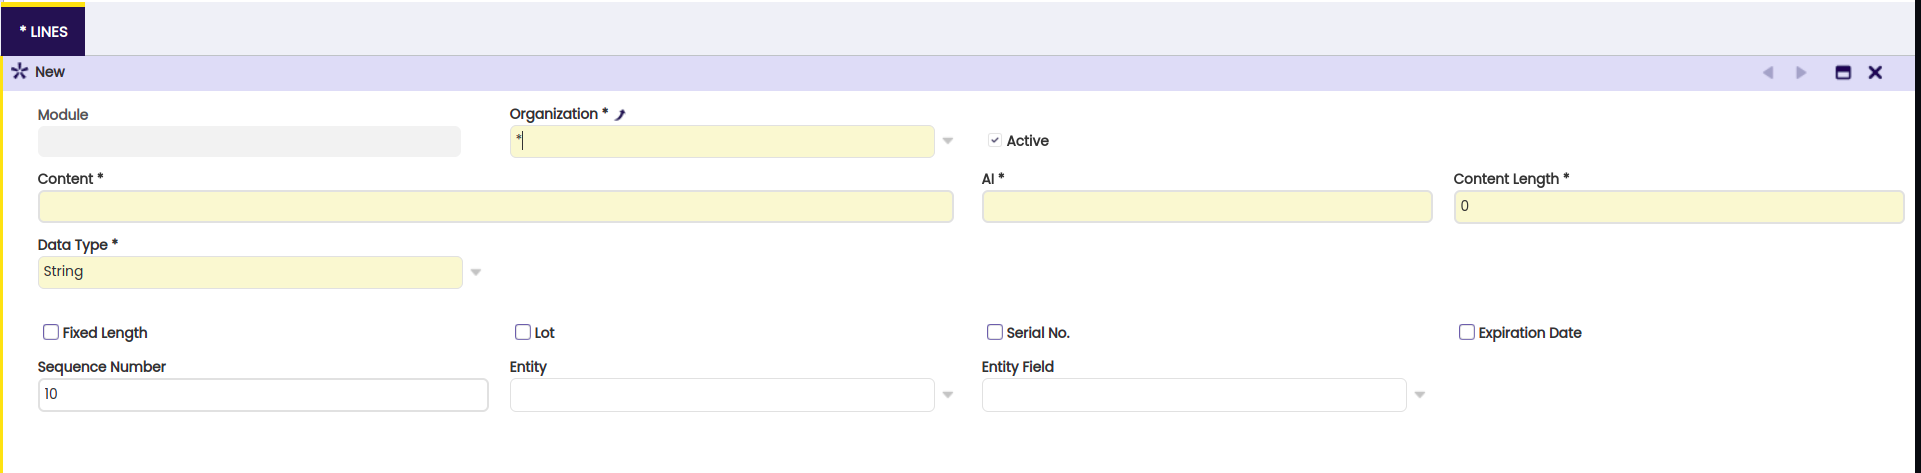 * LINES
New
Module
Organization *
*
Active
Content *
AI *
Content Length *
0
Data Type *
String
Fixed Length
Lot
Serial No.
Expiration Date
Sequence Number
Entity
Entity Field
10